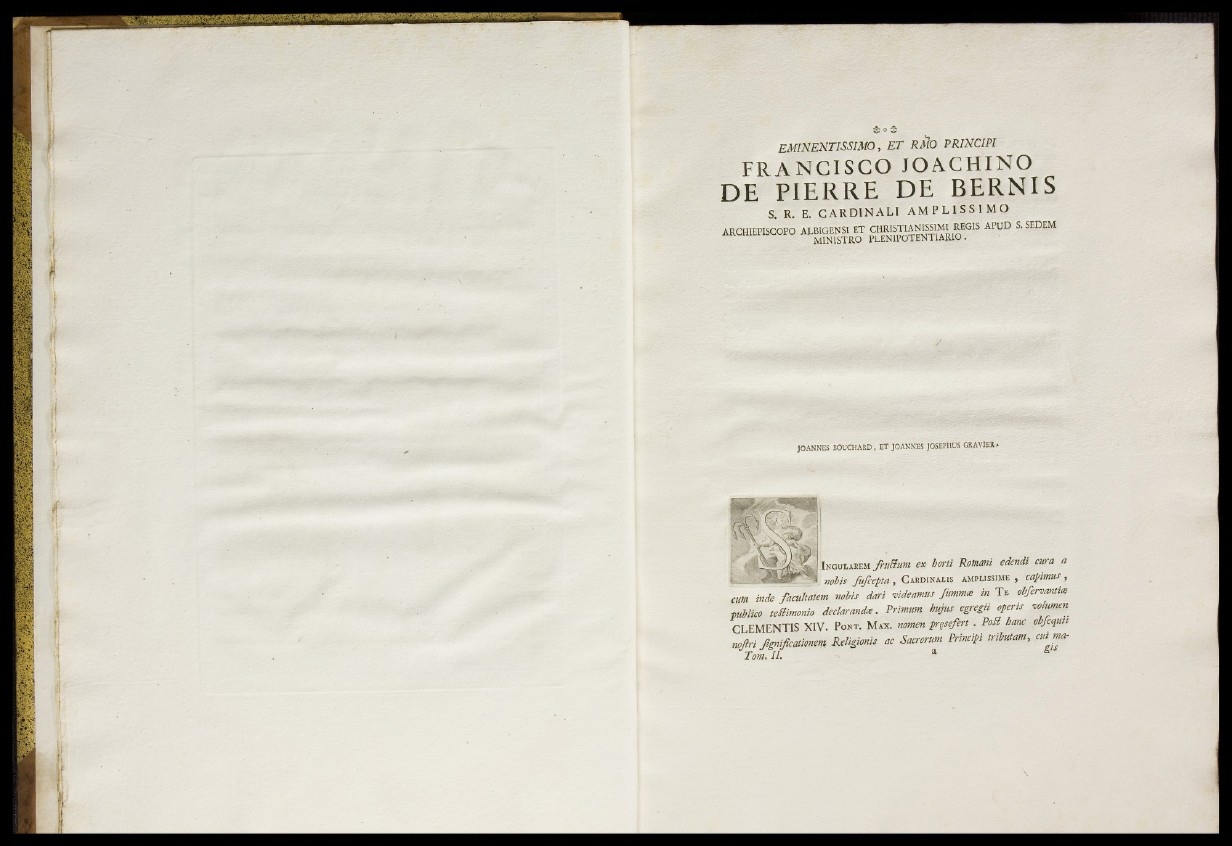 EMINENTISSIMO, ET RMO PRINCIPI
FRANCISCO JOACHINO
DE PIERRE DE BERNIS
S. R. E. CARDINALI AMPLISSIMO
ARCHIEPISCOPO ALBIGENSI ET CHRISTIANISSIMI REGIS APUD S. SEDEM
MINISTRO PLENIPOTENTIARIO.
JOANNES BOUCHARD, ET JOANNES JOSEPHUS GRAVIER.
SINGULAREM fructum ex horti Romani edendi cura a
nobis ſuſcepta, CARDINALIS AMPLISSIME, capimus,
cum inde facultatem nobis dari videamus ſummæ in TE obſervantiæ
publico teſtimonio declarandæ. Primum hujus egregii operis volumen
CLEMENTIS XIV. PONT. MAX. nomen præsefert. Poſt hanc obſequii
noſtri ſignificationem Religionis ac Sacrorum Principi tributam, cui ma-
Tom. II. a gis